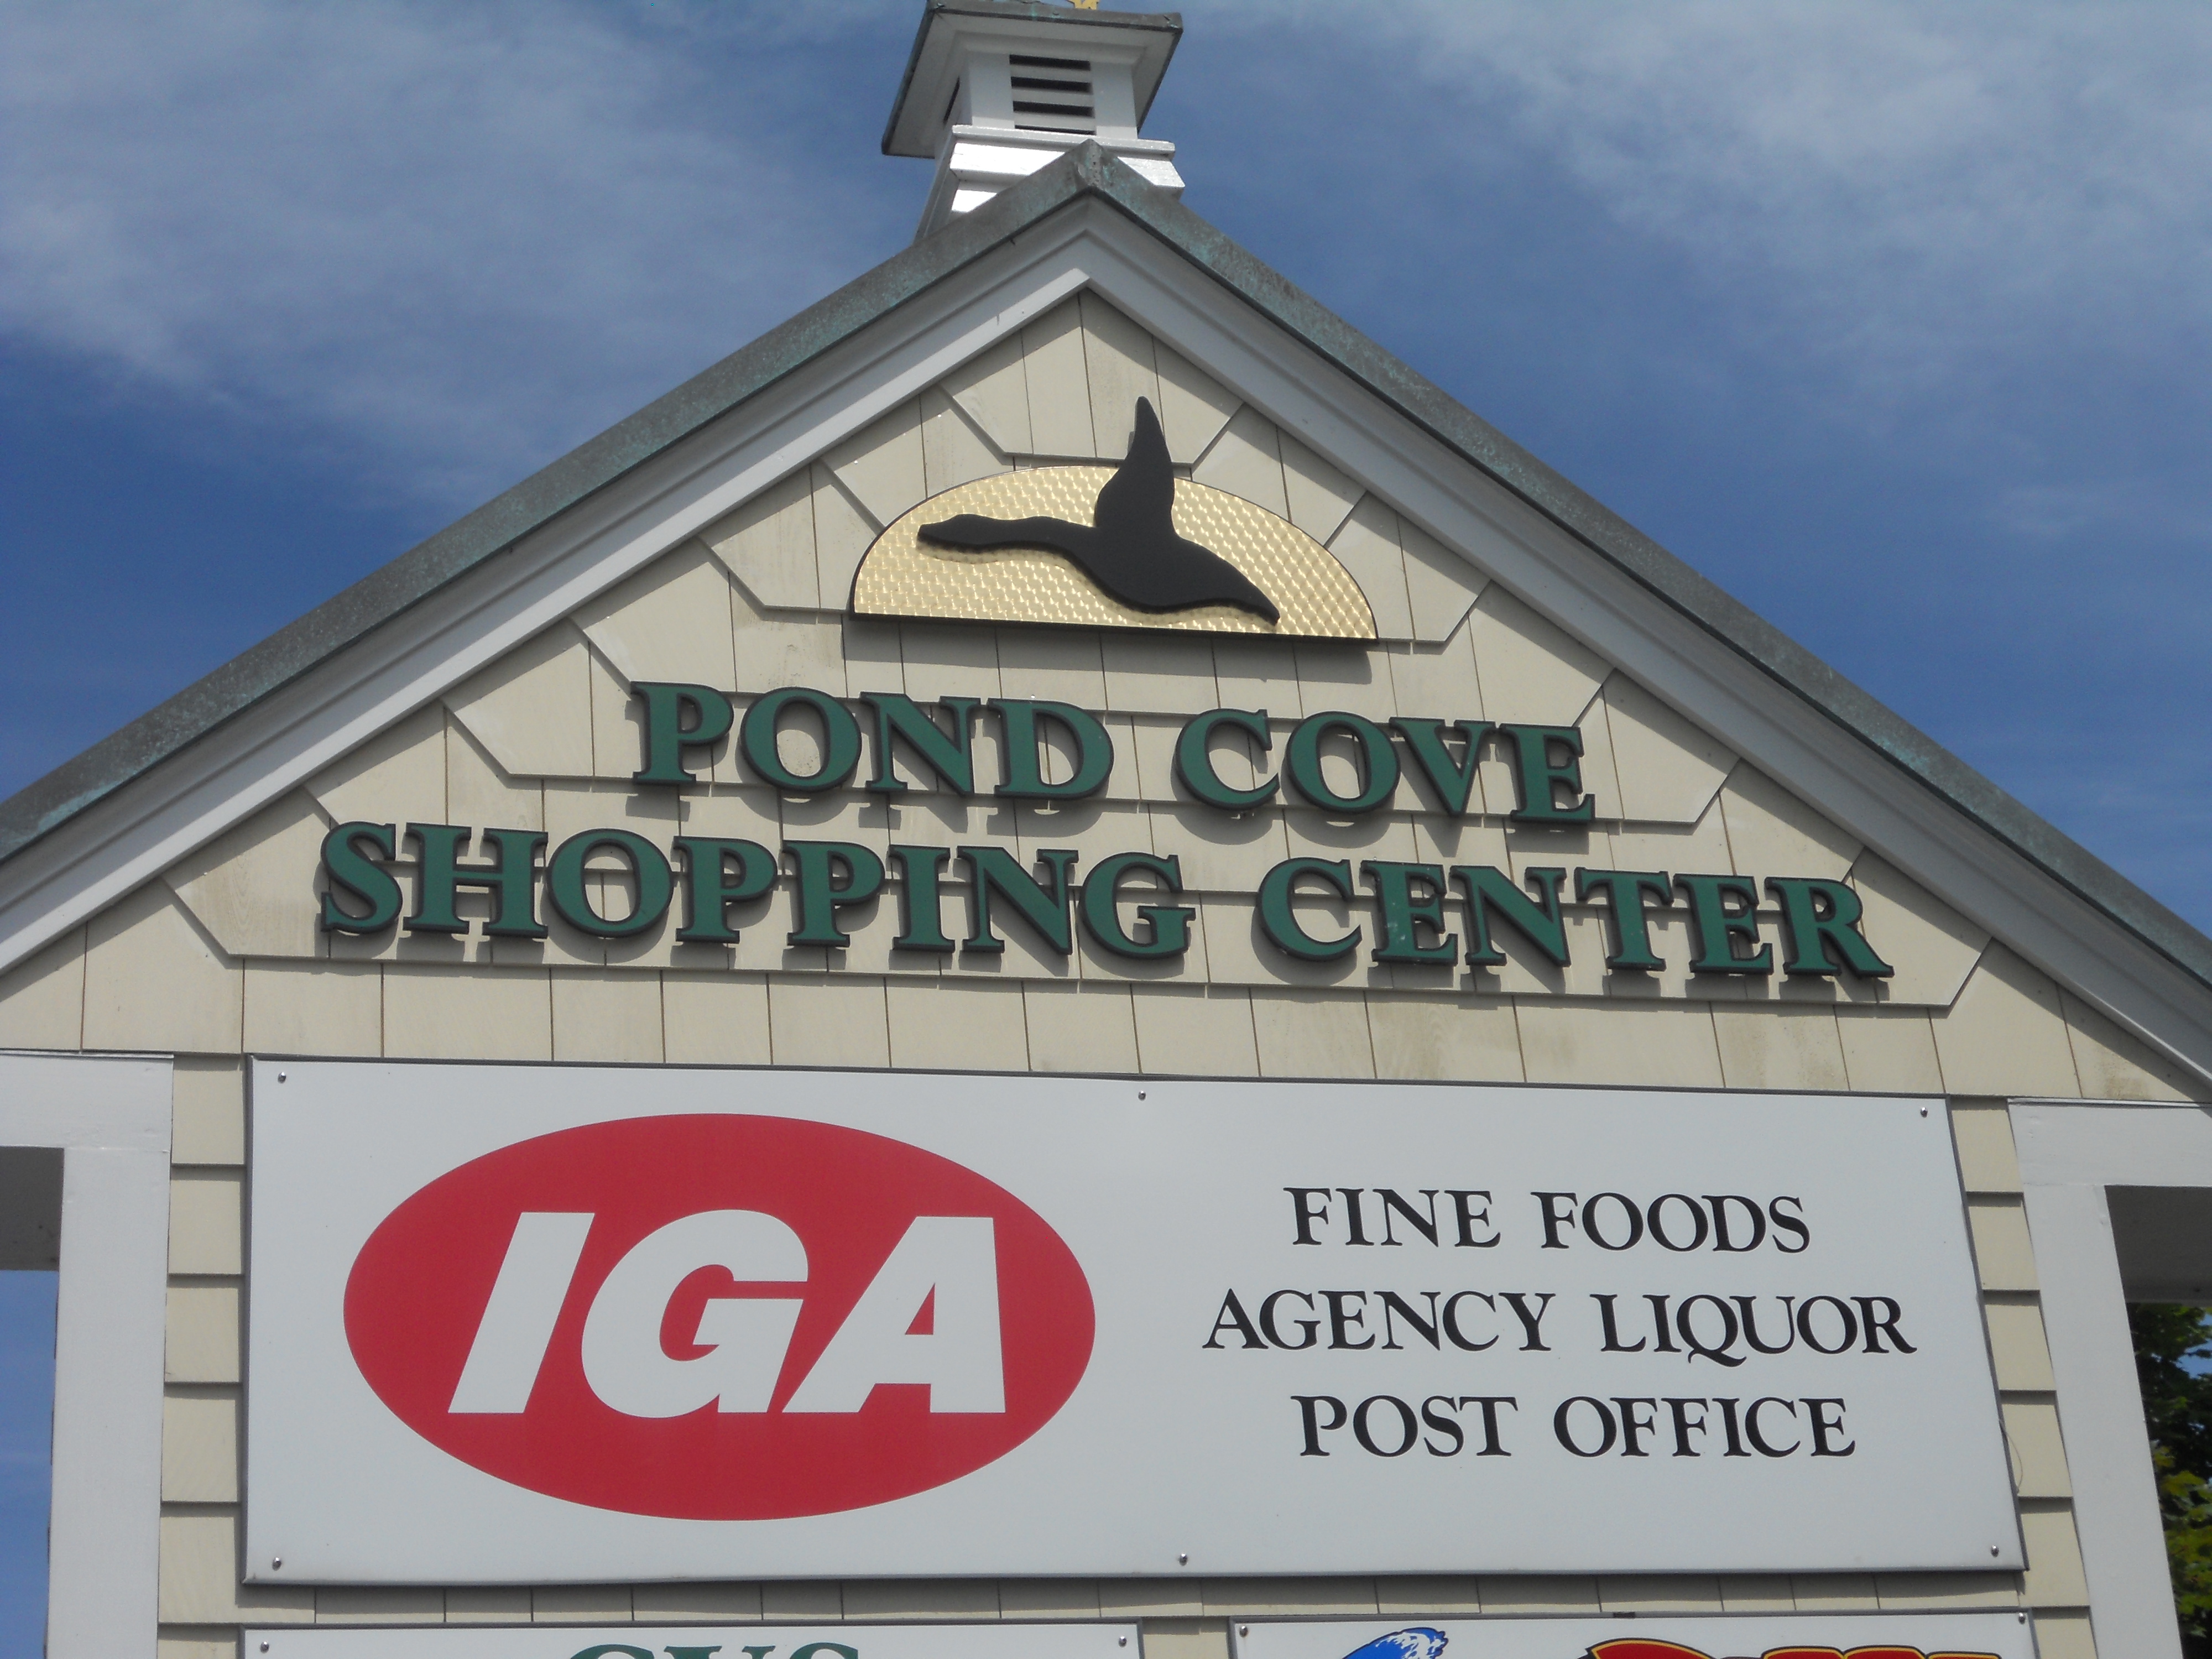 POND COVE
SHOPPING CENTER
IGA
FINE FOODS
AGENCY LIQUOR
POST OFFICE